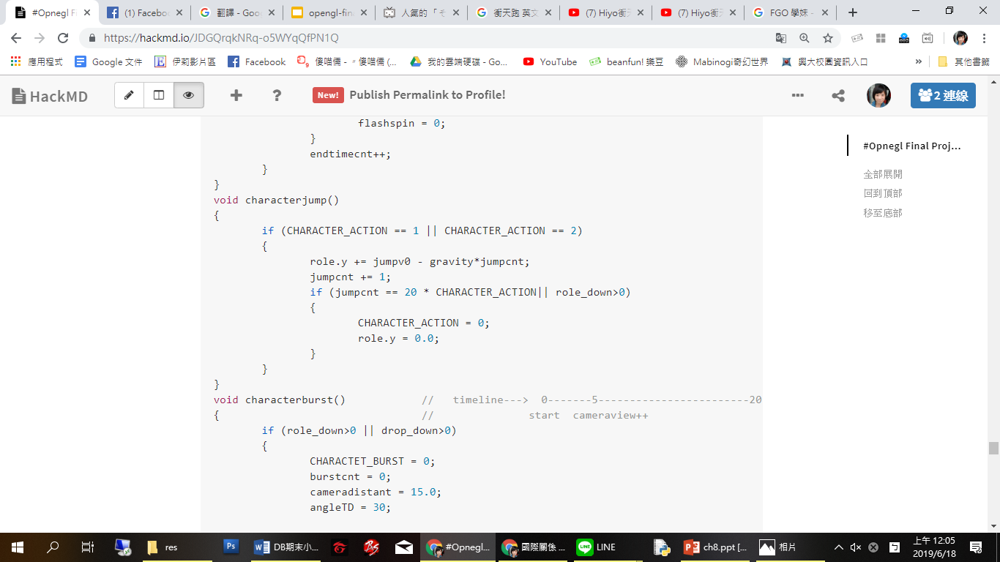 #Opnegl Fi
(1) Faceboo
翻譯 - Goo
opengl-fin
人氣的「 そ
衝天跑 英文
(7) Hiyo衝天
(7) Hiyo衝天
FGO 學妹 -
https://hackmd.io/JDGQrqkNRq-o5WYqQfPN1Q
應用程式
Google 文件
伊莉影片區
Facebook
傻喵儒 - 〃傻喵儒 (...
我的雲端硬碟 - Go...
YouTube
beanfun! 樂豆
Mabinogi奇幻世界
興大校園資訊入口
»
其他書籤
HackMD
New! Publish Permalink to Profile!
2 連線
flashspin = 0;
}
endtimecnt++;
}
}
void characterjump()
{
if (CHARACTER_ACTION == 1 || CHARACTER_ACTION == 2)
{
role.y += jumpv0 - gravity*jumpcnt;
jumpcnt += 1;
if (jumpcnt == 20 * CHARACTER_ACTION|| role_down>0)
{
CHARACTER_ACTION = 0;
role.y = 0.0;
}
}
}
void characterburst() // timeline---> 0-------5------------------------20
{ // start cameraview++
if (role_down>0 || drop_down>0)
{
CHARACTET_BURST = 0;
burstcnt = 0;
cameradistant = 15.0;
angleTD = 30;
#Opnegl Final Proj...
全部展開
回到頂部
移至底部
res
DB期末小...
#Opnegl...
國際關係 ...
LINE
ch8.ppt [...
相片
上午 12:05
2019/6/18